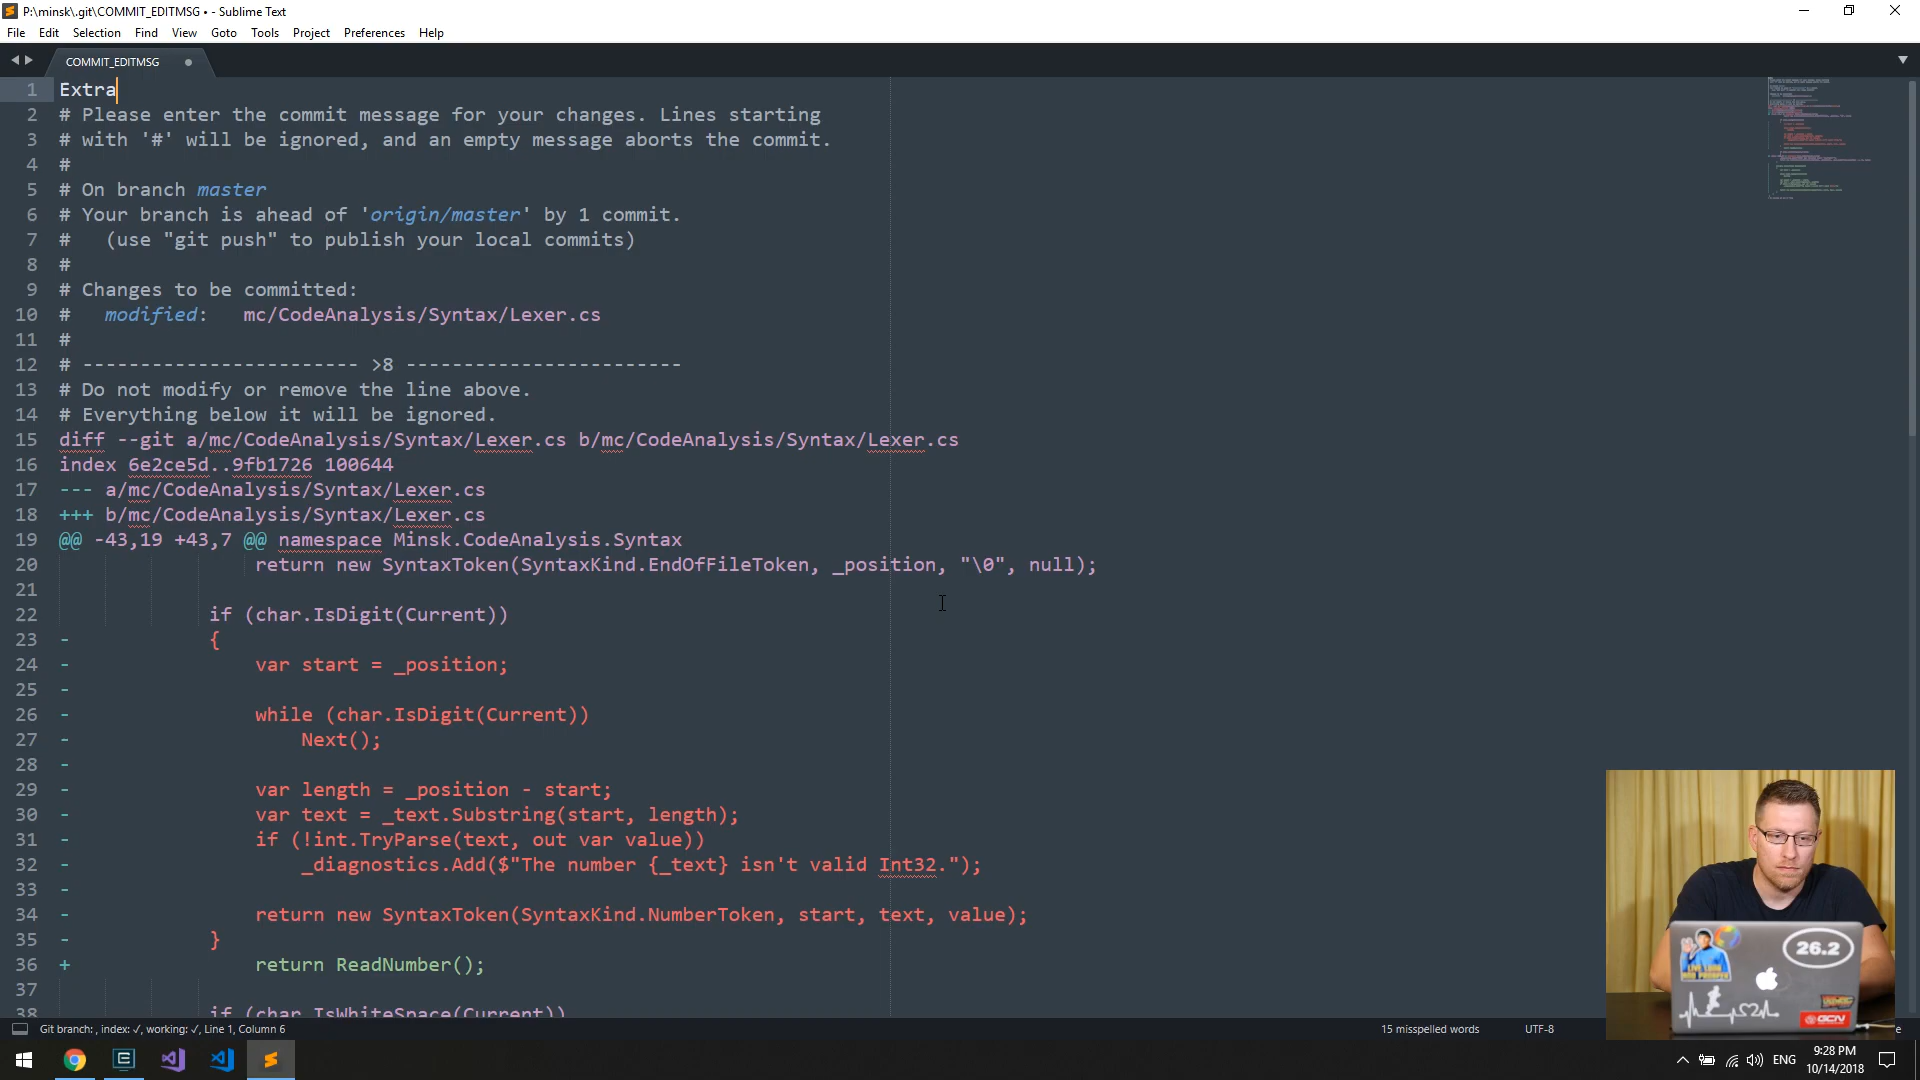 P:\minsk\.git\COMMIT_EDITMSG • - Sublime Text
File Edit Selection Find View Goto Tools Project Preferences Help
COMMIT_EDITMSG
1 Extra
2 # Please enter the commit message for your changes. Lines starting
3 # with '#' will be ignored, and an empty message aborts the commit.
4 #
5 # On branch master
6 # Your branch is ahead of 'origin/master' by 1 commit.
7 #   (use "git push" to publish your local commits)
8 #
9 # Changes to be committed:
10 #   modified:   mc/CodeAnalysis/Syntax/Lexer.cs
11 #
12 # ------------------------ >8 ------------------------
13 # Do not modify or remove the line above.
14 # Everything below it will be ignored.
15 diff --git a/mc/CodeAnalysis/Syntax/Lexer.cs b/mc/CodeAnalysis/Syntax/Lexer.cs
16 index 6e2ce5d..9fb1726 100644
17 --- a/mc/CodeAnalysis/Syntax/Lexer.cs
18 +++ b/mc/CodeAnalysis/Syntax/Lexer.cs
19 @@ -43,19 +43,7 @@ namespace Minsk.CodeAnalysis.Syntax
20                  return new SyntaxToken(SyntaxKind.EndOfFileToken, _position, "\0", null);
21
22              if (char.IsDigit(Current))
23 -            {
24 -                var start = _position;
25 -
26 -                while (char.IsDigit(Current))
27 -                    Next();
28 -
29 -                var length = _position - start;
30 -                var text = _text.Substring(start, length);
31 -                if (!int.TryParse(text, out var value))
32 -                    _diagnostics.Add($"The number {_text} isn't valid Int32.");
33 -
34 -                return new SyntaxToken(SyntaxKind.NumberToken, start, text, value);
35 -            }
36 +                return ReadNumber();
37
38              if (char.IsWhiteSpace(Current))
26.2
LIVE LONG
AND PROSPER
GCN
Git branch: , index: ✓, working: ✓, Line 1, Column 6
15 misspelled words
UTF-8
ENG
9:28 PM
10/14/2018